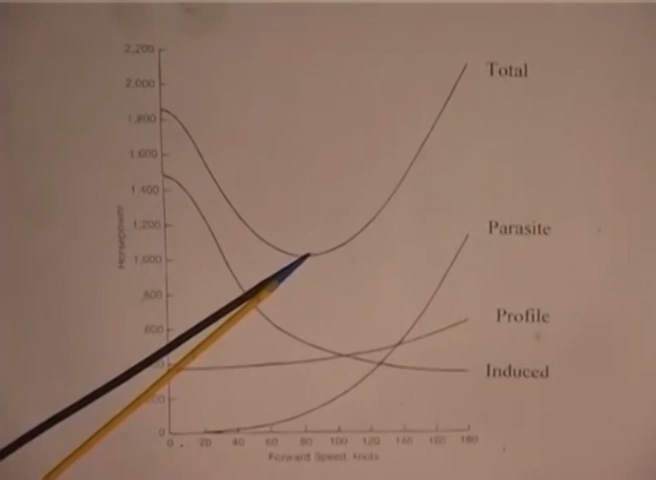 2,200
2,000
1,800
1,600
1,400
1,200
1,000
800
600
0
0 20 40 60 80 100 120 140 160 180
Horsepower
Forward Speed, knots
Total
Parasite
Profile
Induced